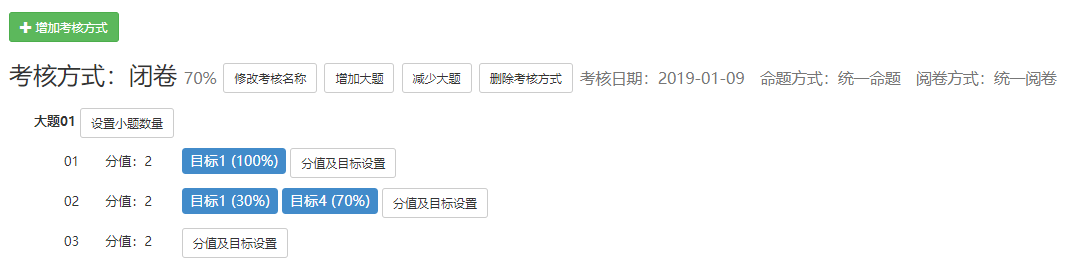 增加考核方式
考核方式：闭卷 70% 修改考核名称 增加大题 减少大题 删除考核方式 考核日期：2019-01-09 命题方式：统一命题 阅卷方式：统一阅卷
大题01 设置小题数量
01 分值：2 目标1 (100%) 分值及目标设置
02 分值：2 目标1 (30%) 目标4 (70%) 分值及目标设置
03 分值：2 分值及目标设置